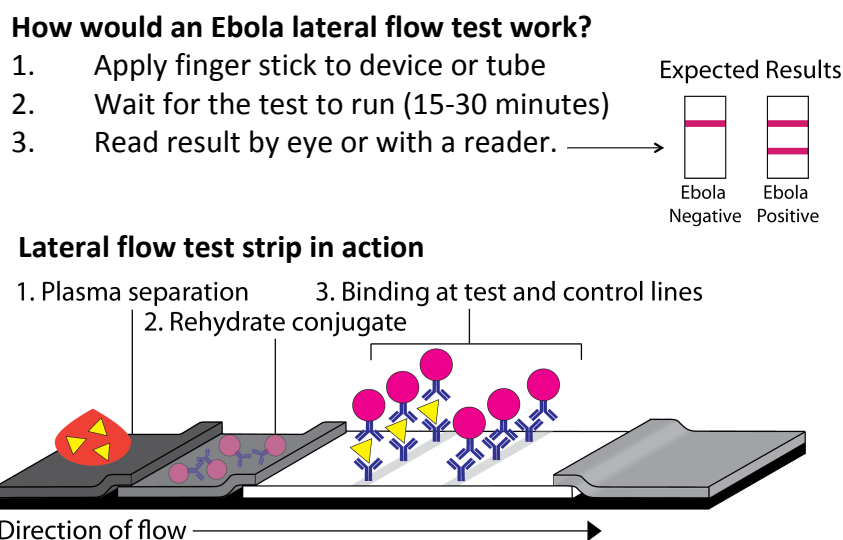 How would an Ebola lateral flow test work?
1. Apply finger stick to device or tube
2. Wait for the test to run (15-30 minutes)
3. Read result by eye or with a reader.
Expected Results
Ebola Negative
Ebola Positive
Lateral flow test strip in action
1. Plasma separation
2. Rehydrate conjugate
3. Binding at test and control lines
Direction of flow